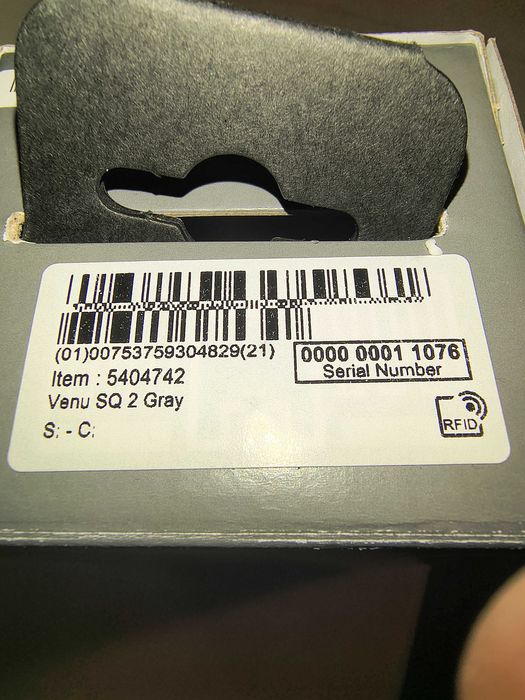 (01)00753759304829(21)
0000 0001 1076
Serial Number
Item : 5404742
Venu SQ 2 Gray
S: - C:
RFID